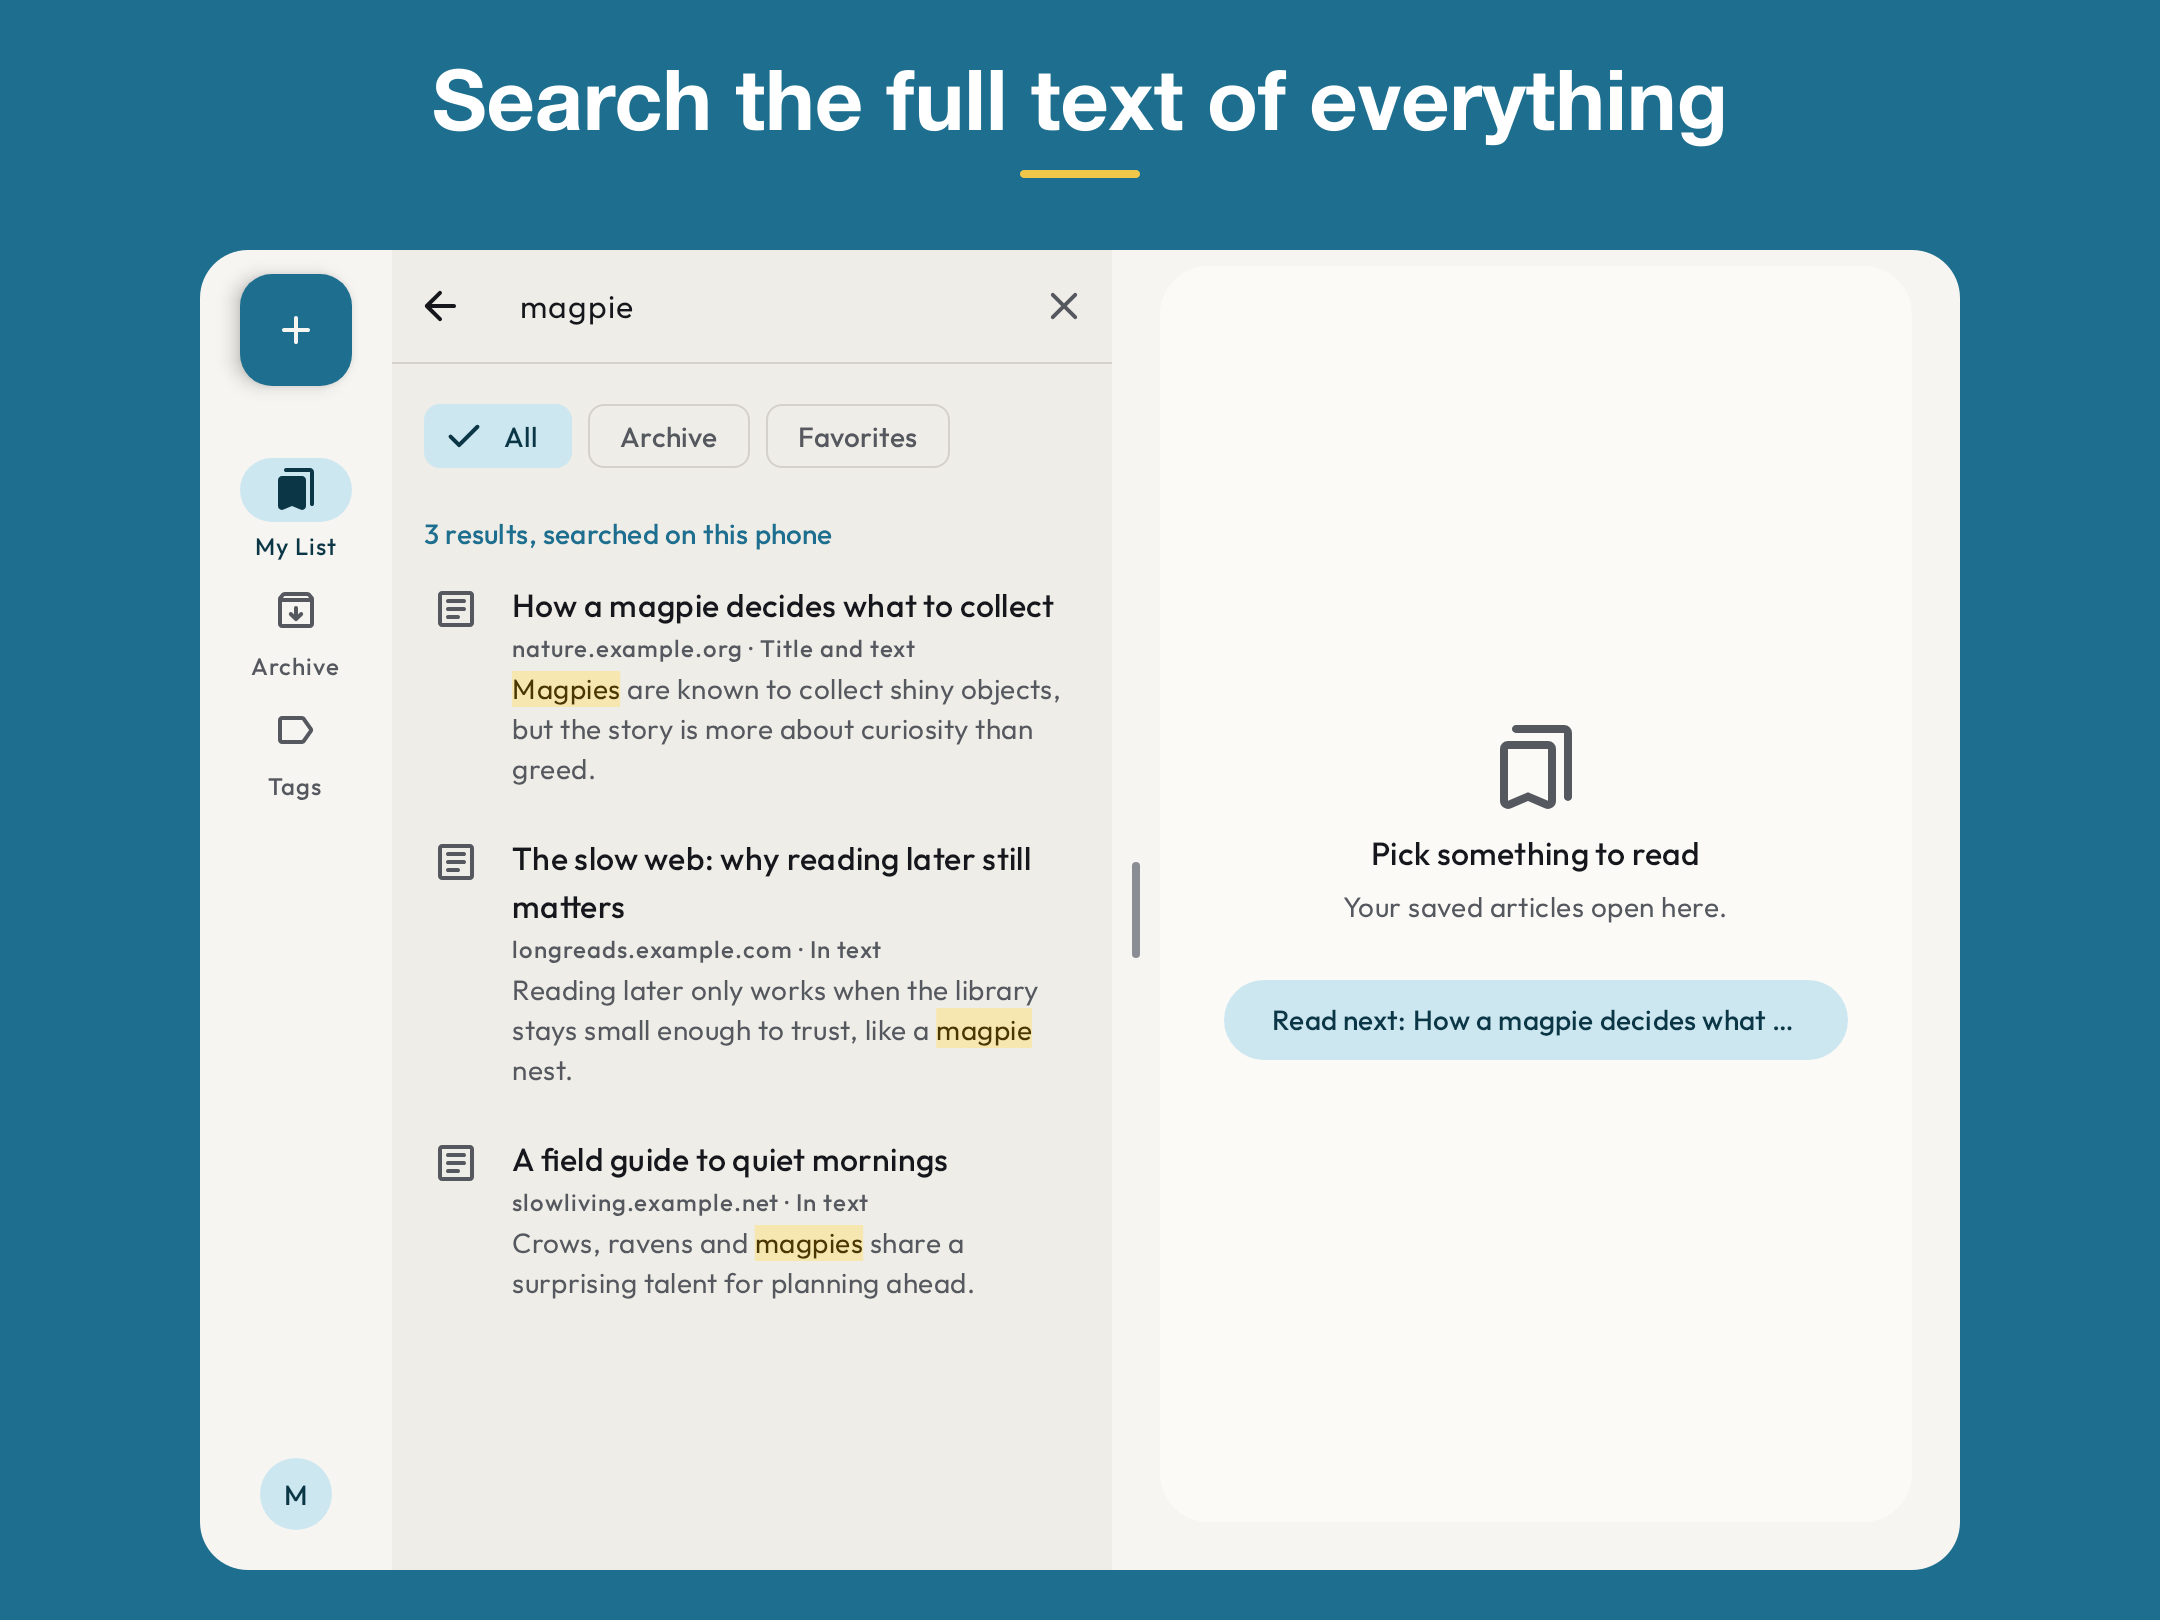 Search the full text of everything
magpie
All
Archive
Favorites
My List
Archive
Tags
M
3 results, searched on this phone
How a magpie decides what to collect
nature.example.org · Title and text
Magpies are known to collect shiny objects,
but the story is more about curiosity than
greed.
The slow web: why reading later still
matters
longreads.example.com · In text
Reading later only works when the library
stays small enough to trust, like a magpie
nest.
A field guide to quiet mornings
slowliving.example.net · In text
Crows, ravens and magpies share a
surprising talent for planning ahead.
Pick something to read
Your saved articles open here.
Read next: How a magpie decides what ...